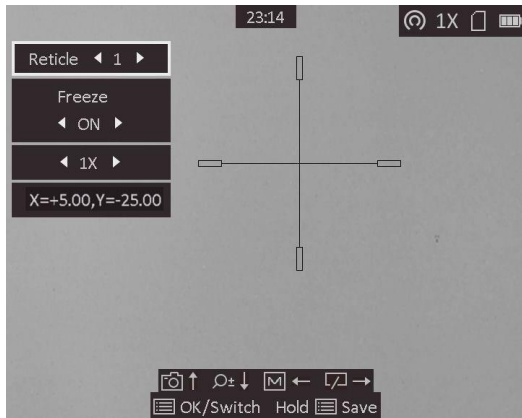 23:14
1X
Reticle 1
Freeze
ON
1X
X=+5.00,Y=-25.00
M
OK/Switch Hold Save